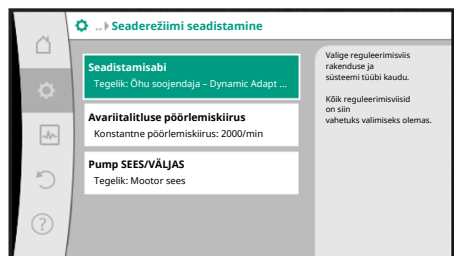 ..▸ Seaderežiimi seadistamine
Seadistamisabi
Tegelik: Õhu soojendaja – Dynamic Adapt ...
Avariitalitluse pöörlemiskiirus
Konstantne pöörlemiskiirus: 2000/min
Pump SEES/VÄLJAS
Tegelik: Mootor sees
Valige reguleerimisviis
rakenduse ja
süsteemi tüübi kaudu.
Kõik reguleerimisviisid
on siin
vahetuks valimiseks olemas.
?